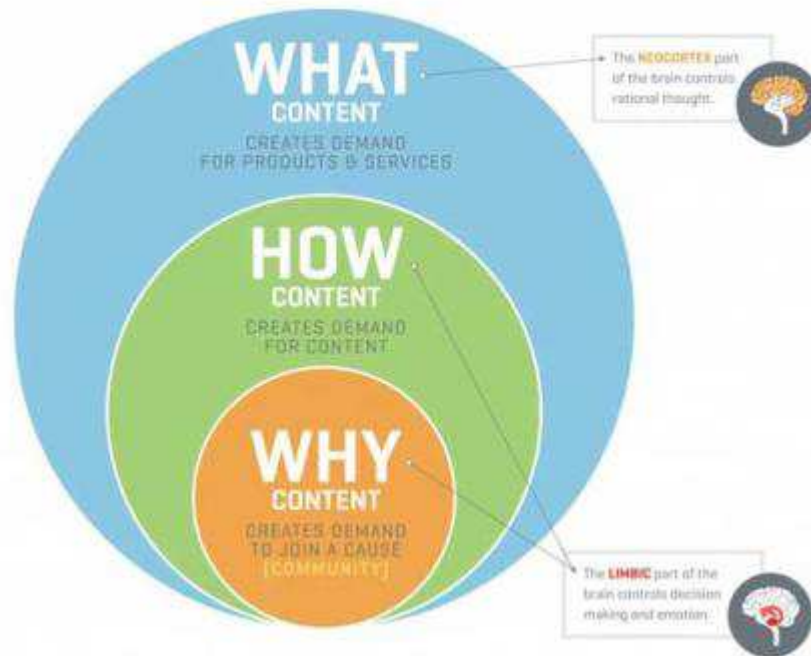 WHAT
CONTENT
CREATES DEMAND
FOR PRODUCTS & SERVICES
The NEOCORTEX part
of the brain controls
rational thought.
HOW
CONTENT
CREATES DEMAND
FOR CONTENT
WHY
CONTENT
CREATES DEMAND
TO JOIN A CAUSE
[COMMUNITY]
The LIMBIC part of the
brain controls decision
making and emotion